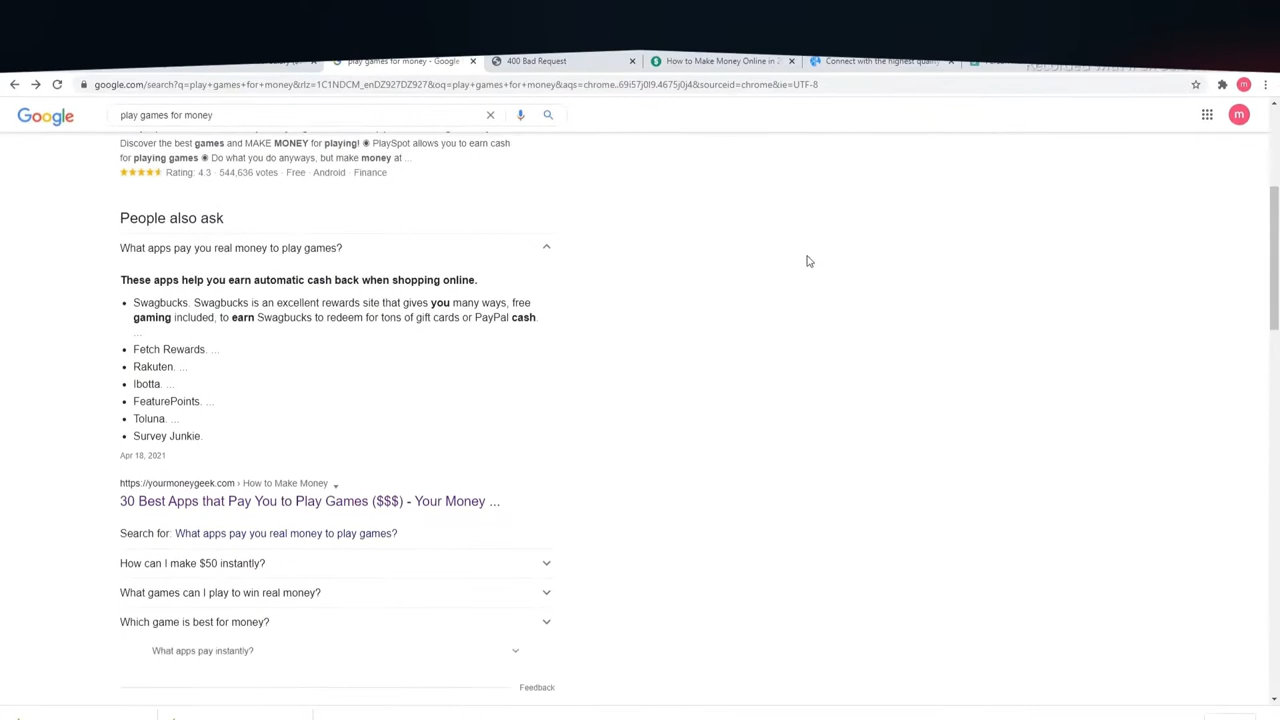 play games for money - Google
400 Bad Request
How to Make Money Online in 2
Connect with the highest quality
google.com/search?q=play+games+for+money&rlz=1C1NDCM_enDZ927DZ927&oq=play+games+for+money&aqs=chrome..69i57j0l9.4675j0j4&sourceid=chrome&ie=UTF-8
m
Google
play games for money
m
Discover the best games and MAKE MONEY for playing! ◉ PlaySpot allows you to earn cash
for playing games ◉ Do what you do anyways, but make money at ...
Rating: 4.3 · 544,636 votes · Free · Android · Finance
People also ask
What apps pay you real money to play games?
These apps help you earn automatic cash back when shopping online.
• Swagbucks. Swagbucks is an excellent rewards site that gives you many ways, free
gaming included, to earn Swagbucks to redeem for tons of gift cards or PayPal cash.
...
• Fetch Rewards. ...
• Rakuten. ...
• Ibotta. ...
• FeaturePoints. ...
• Toluna. ...
• Survey Junkie.
Apr 18, 2021
https://yourmoneygeek.com › How to Make Money
30 Best Apps that Pay You to Play Games ($$$) - Your Money ...
Search for: What apps pay you real money to play games?
How can I make $50 instantly?
What games can I play to win real money?
Which game is best for money?
What apps pay instantly?
Feedback